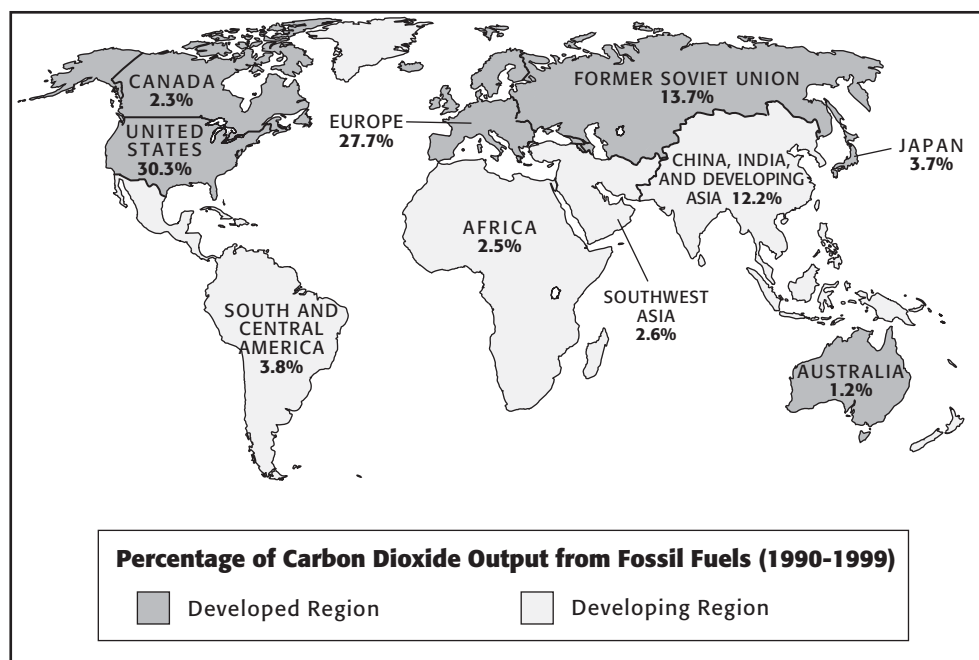 CANADA
2.3%
UNITED
STATES
30.3%
EUROPE
27.7%
FORMER SOVIET UNION
13.7%
JAPAN
3.7%
CHINA, INDIA,
AND DEVELOPING
ASIA 12.2%
AFRICA
2.5%
SOUTHWEST
ASIA
2.6%
SOUTH AND
CENTRAL
AMERICA
3.8%
AUSTRALIA
1.2%
Percentage of Carbon Dioxide Output from Fossil Fuels (1990-1999)
Developed Region
Developing Region